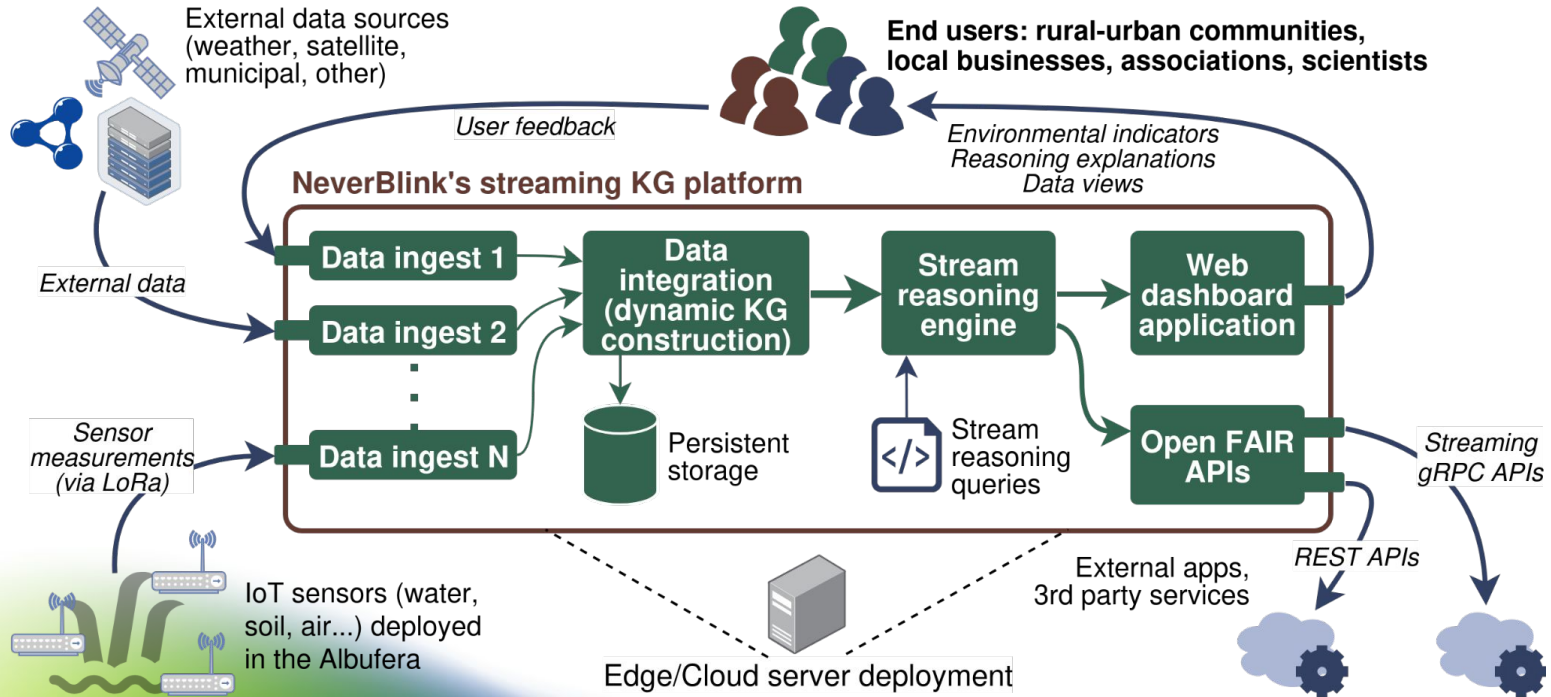 External data sources
(weather, satellite,
municipal, other)
End users: rural-urban communities,
local businesses, associations, scientists
User feedback
Environmental indicators
Reasoning explanations
Data views
NeverBlink's streaming KG platform
External data
Data ingest 1
Data ingest 2
Data ingest N
Data
integration
(dynamic KG
construction)
Stream
reasoning
engine
Web
dashboard
application
Sensor
measurements
(via LoRa)
Persistent
storage
</>
Stream
reasoning
queries
Open FAIR
APIs
Streaming
gRPC APIs
REST APIs
IoT sensors (water,
soil, air...) deployed
in the Albufera
External apps,
3rd party services
Edge/Cloud server deployment